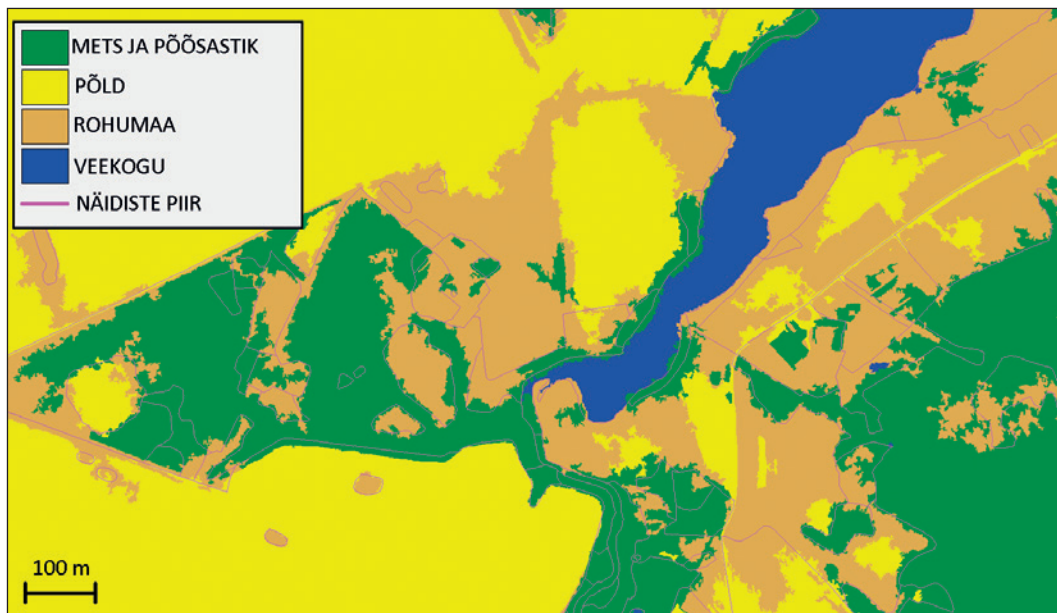 METS JA PÕÕSASTIK
PÕLD
ROHUMAA
VEEKOGU
NÄIDISTE PIIR
100 m